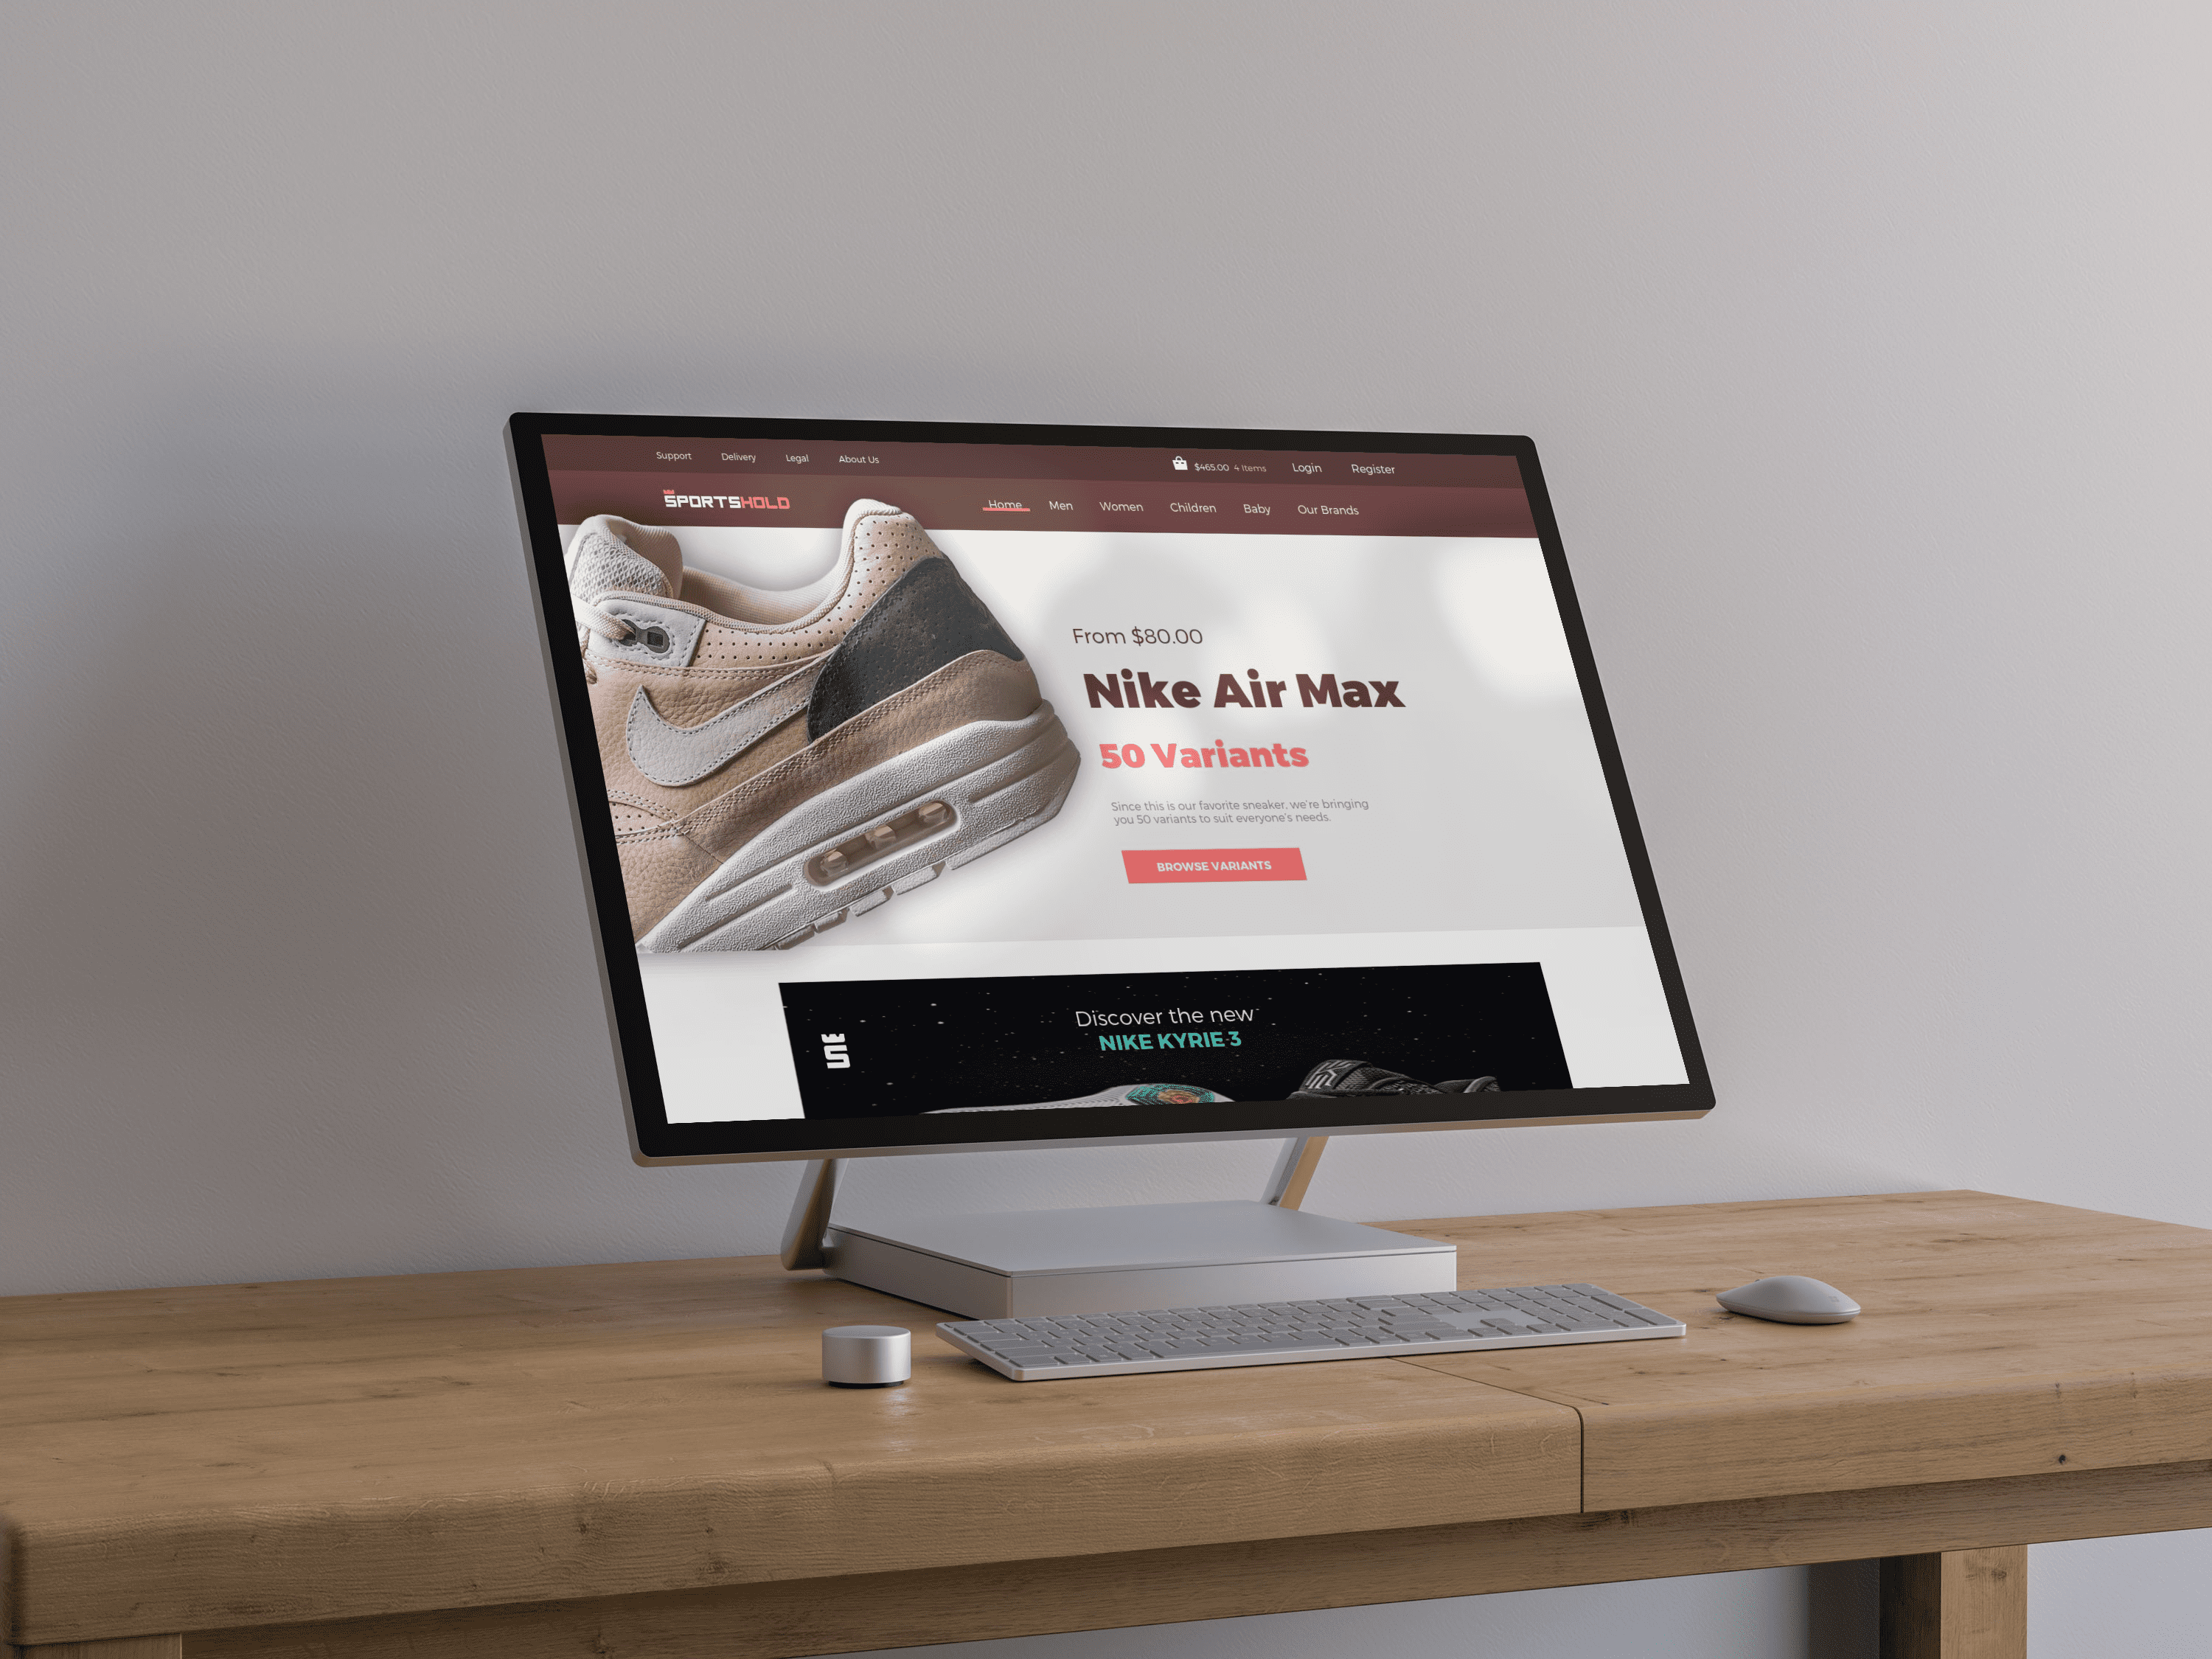 Support Delivery Legal About Us
$465.00 4 Items Login Register
SPORTSHOLD
Home Men Women Children Baby Our Brands
From $80.00
Nike Air Max
50 Variants
Since this is our favorite sneaker, we're bringing
you 50 variants to suit everyone's needs.
BROWSE VARIANTS
Discover the new
NIKE KYRIE 3